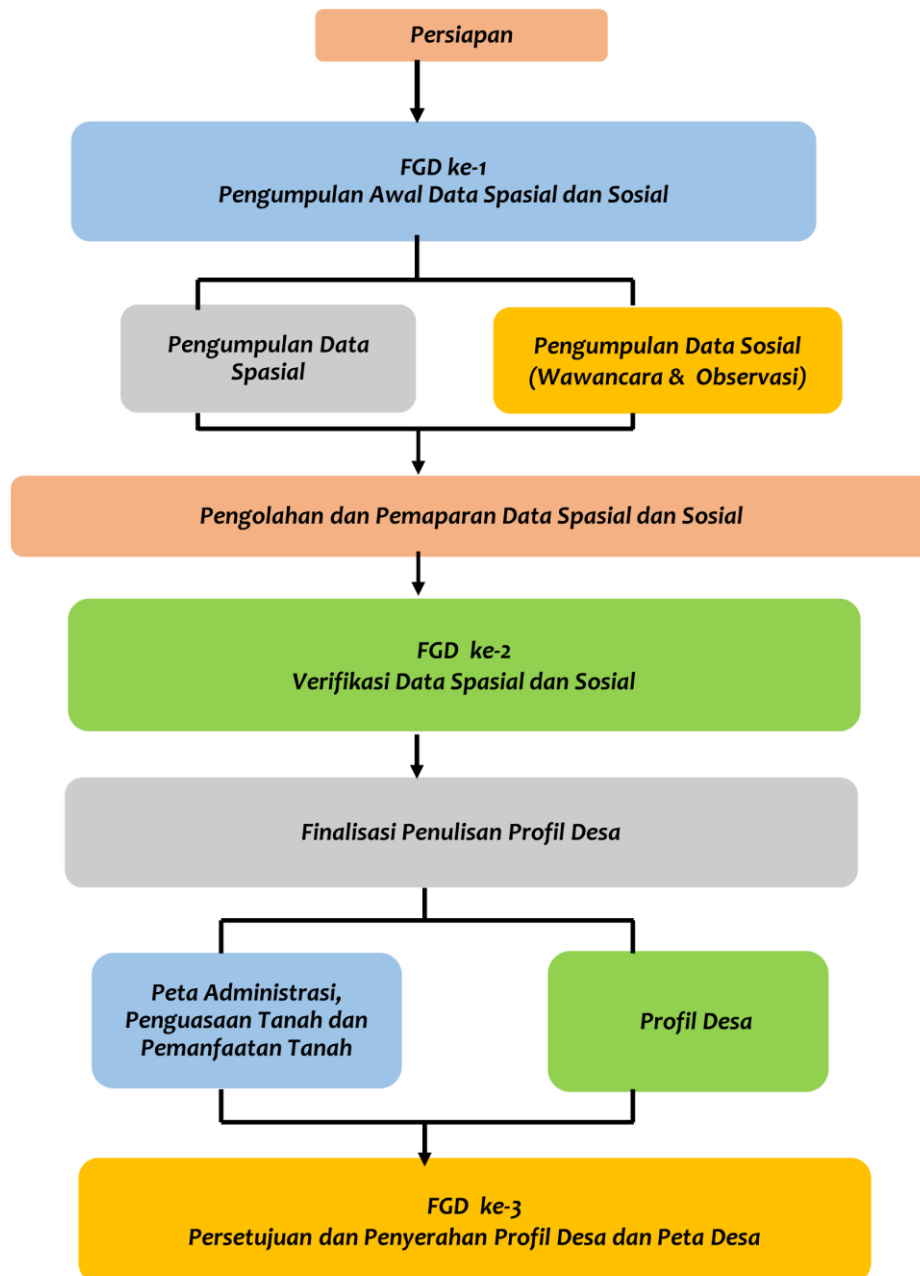 Persiapan
FGD ke-1
Pengumpulan Awal Data Spasial dan Sosial
Pengumpulan Data
Spasial
Pengumpulan Data Sosial
(Wawancara & Observasi)
Pengolahan dan Pemaparan Data Spasial dan Sosial
FGD ke-2
Verifikasi Data Spasial dan Sosial
Finalisasi Penulisan Profil Desa
Peta Administrasi,
Penguasaan Tanah dan
Pemanfaatan Tanah
Profil Desa
FGD ke-3
Persetujuan dan Penyerahan Profil Desa dan Peta Desa